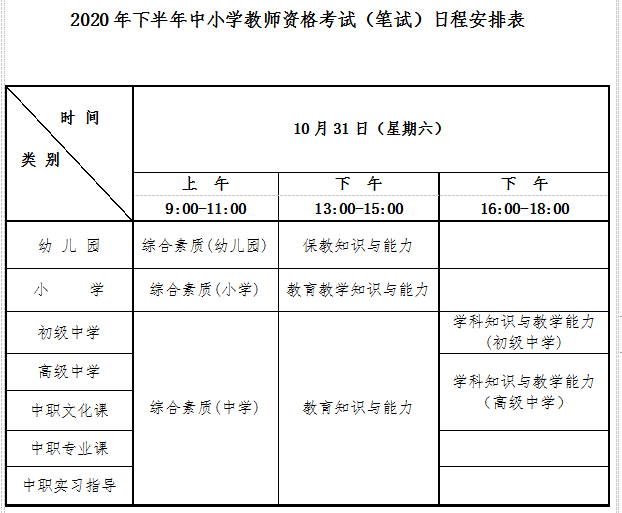 2020年下半年中小学教师资格考试（笔试）日程安排表
时 间
类 别
10月31日（星期六）
上 午
下 午
下 午
9:00-11:00
13:00-15:00
16:00-18:00
幼 儿 园
综合素质(幼儿园)
保教知识与能力
小 学
综合素质(小学)
教育教学知识与能力
初级中学
学科知识与教学能力
(初级中学)
高级中学
学科知识与教学能力
（高级中学）
中职文化课
综合素质(中学)
教育知识与能力
中职专业课
中职实习指导